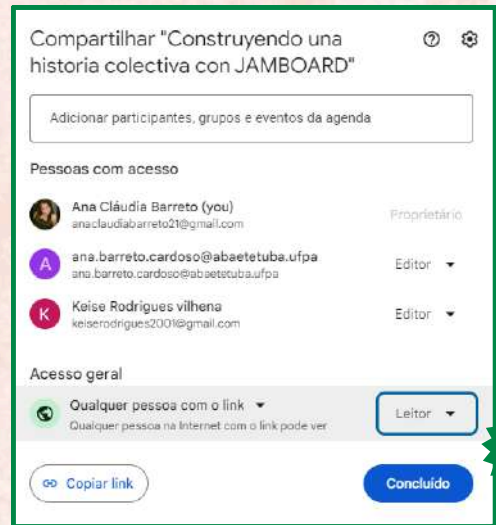 Compartilhar "Construyendo una
historia colectiva con JAMBOARD"
Adicionar participantes, grupos e eventos da agenda
Pessoas com acesso
Ana Cláudia Barreto (you)
anaclaudiabarreto21@gmail.com
Proprietário
A
ana.barreto.cardoso@abaetetuba.ufpa
ana.barreto.cardoso@abaetetuba.ufpa
Editor
K
Keise Rodrigues vilhena
keiserodrigues2001@gmail.com
Editor
Acesso geral
Qualquer pessoa com o link
Qualquer pessoa na Internet com o link pode ver
Leitor
Copiar link
Concluído